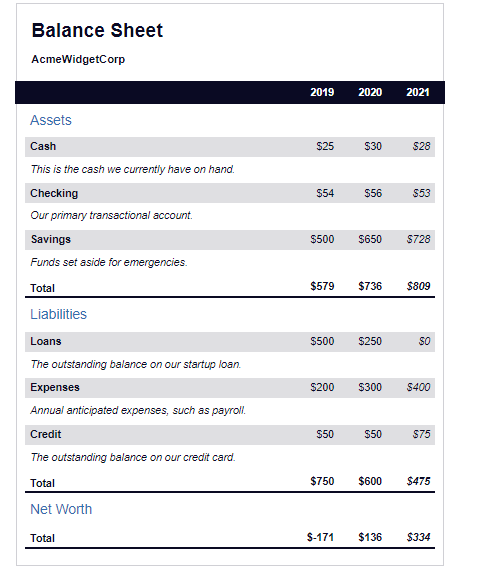 Balance Sheet
AcmeWidgetCorp
2019 2020 2021
Assets
Cash $25 $30 $28
This is the cash we currently have on hand.
Checking $54 $56 $53
Our primary transactional account.
Savings $500 $650 $728
Funds set aside for emergencies.
Total $579 $736 $809
Liabilities
Loans $500 $250 $0
The outstanding balance on our startup loan.
Expenses $200 $300 $400
Annual anticipated expenses, such as payroll.
Credit $50 $50 $75
The outstanding balance on our credit card.
Total $750 $600 $475
Net Worth
Total $-171 $136 $334